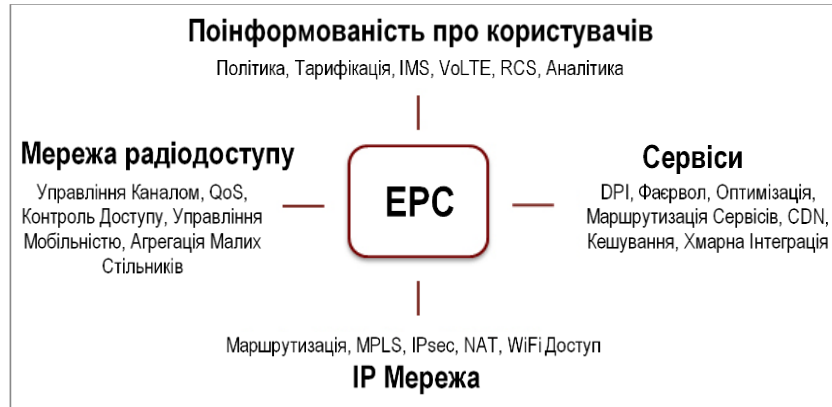 Поінформованість про користувачів
Політика, Тарифікація, IMS, VoLTE, RCS, Аналітика
Мережа радіодоступу
Управління Каналом, QoS,
Контроль Доступу, Управління
Мобільністю, Агрегація Малих
Стільників
EPC
Сервіси
DPI, Фаєрвол, Оптимізація,
Маршрутизація Сервісів, CDN,
Кешування, Хмарна Інтеграція
Маршрутизація, MPLS, IPsec, NAT, WiFi Доступ
IP Мережа